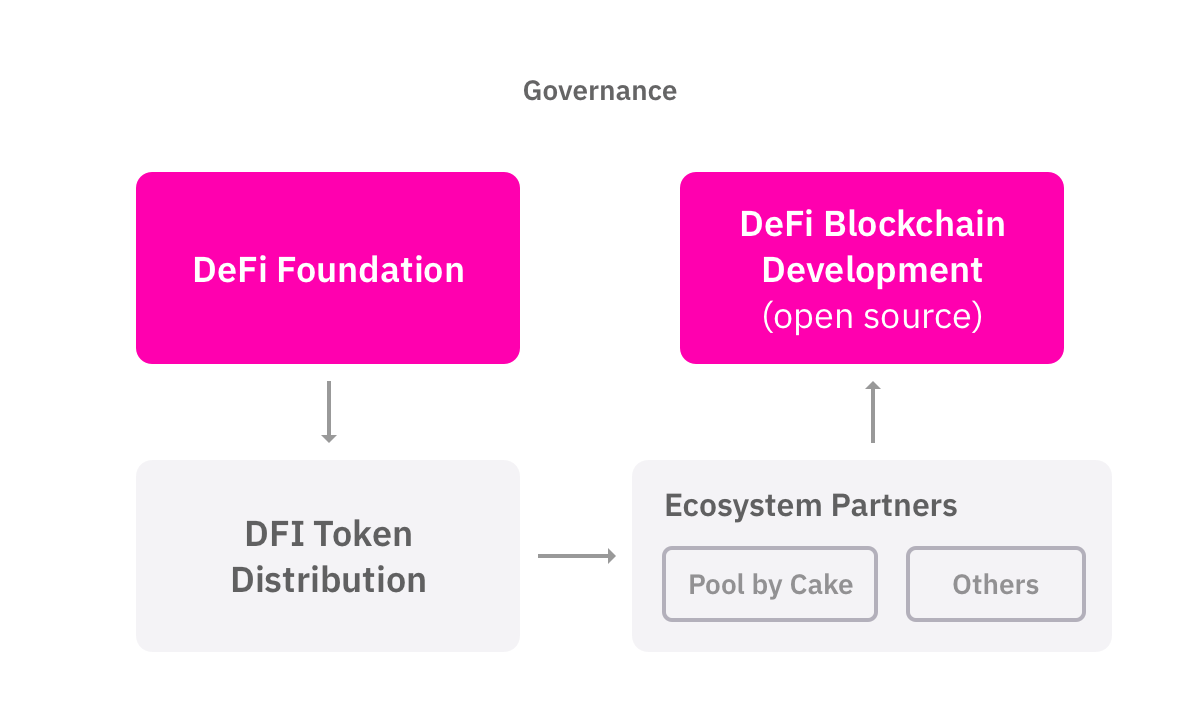 Governance
DeFi Foundation
DeFi Blockchain
Development
(open source)
DFI Token
Distribution
Ecosystem Partners
Pool by Cake
Others